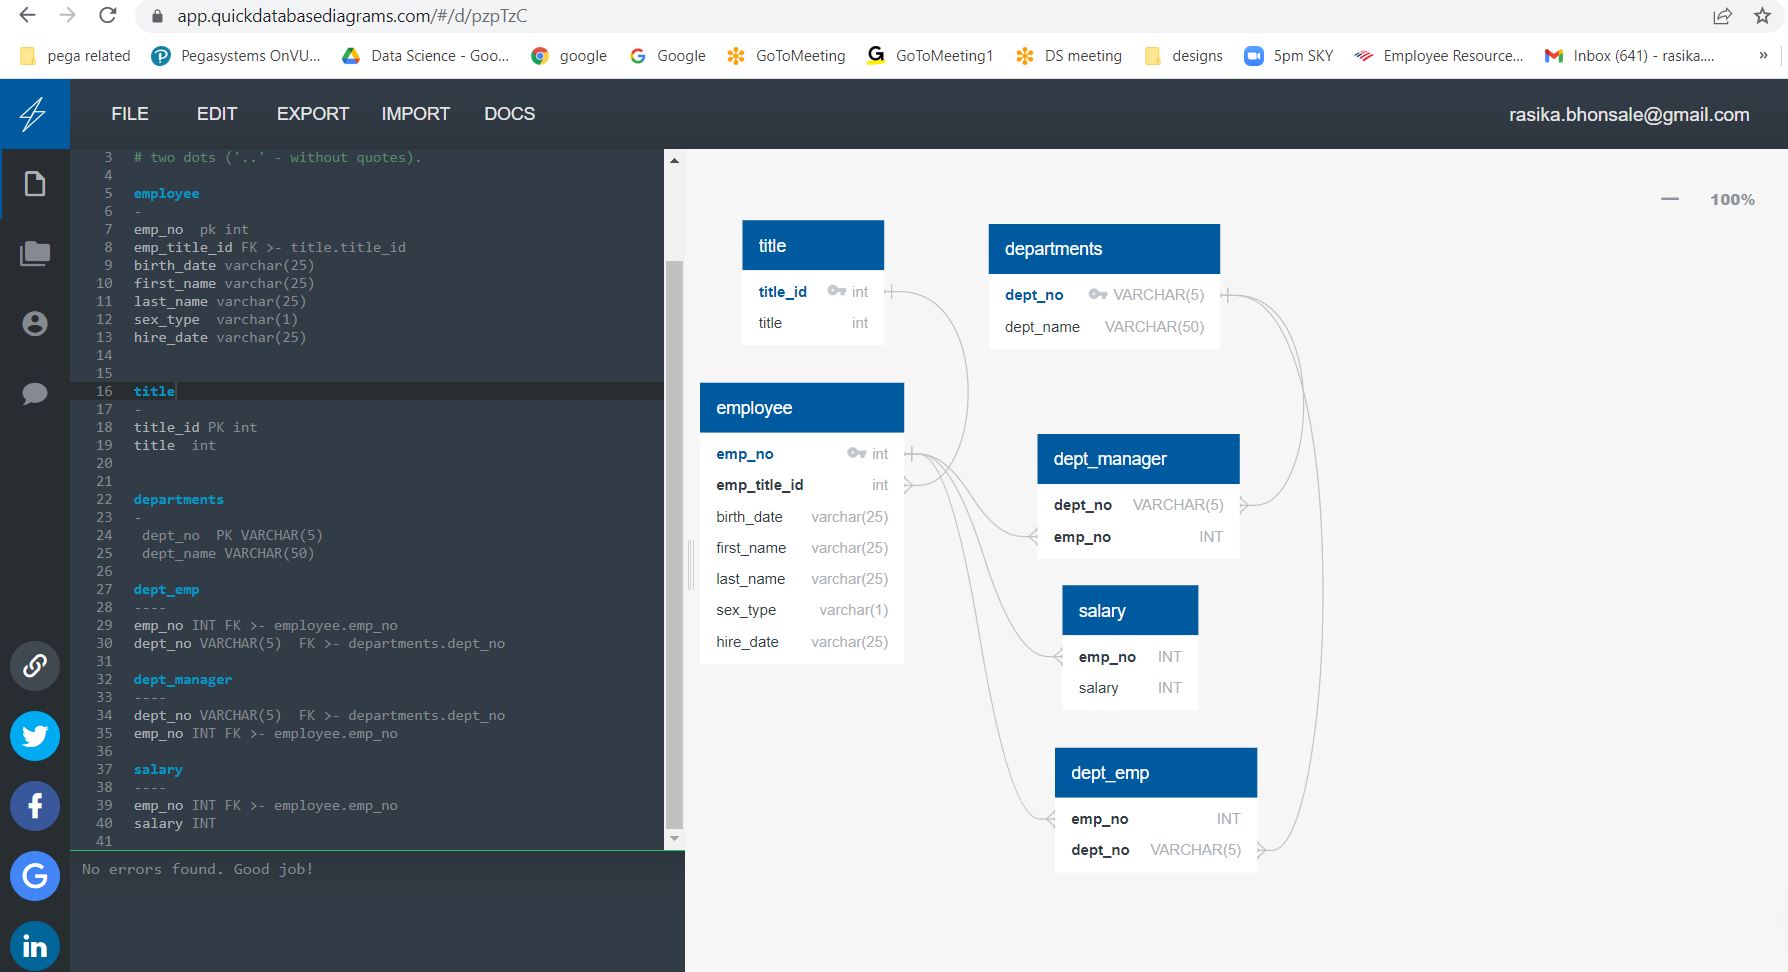 app.quickdatabasediagrams.com/#/d/pzpTzC
pega related
Pegasystems OnVU...
Data Science - Goo...
google
Google
GoToMeeting
GoToMeeting1
DS meeting
designs
5pm SKY
Employee Resource...
Inbox (641) - rasika....
»
FILE EDIT EXPORT IMPORT DOCS
rasika.bhonsale@gmail.com
3 # two dots ('..' - without quotes).
4
5 employee
6 -
7 emp_no  pk int
8 emp_title_id FK >- title.title_id
9 birth_date varchar(25)
10 first_name varchar(25)
11 last_name varchar(25)
12 sex_type  varchar(1)
13 hire_date varchar(25)
14
15
16 title
17 -
18 title_id PK int
19 title  int
20
21
22 departments
23 -
24  dept_no  PK VARCHAR(5)
25  dept_name VARCHAR(50)
26
27 dept_emp
28 ----
29 emp_no INT FK >- employee.emp_no
30 dept_no VARCHAR(5)  FK >- departments.dept_no
31
32 dept_manager
33 ----
34 dept_no VARCHAR(5)  FK >- departments.dept_no
35 emp_no INT FK >- employee.emp_no
36
37 salary
38 ----
39 emp_no INT FK >- employee.emp_no
40 salary INT
41
No errors found. Good job!
100%
title
title_id int
title int
departments
dept_no VARCHAR(5)
dept_name VARCHAR(50)
employee
emp_no int
emp_title_id int
birth_date varchar(25)
first_name varchar(25)
last_name varchar(25)
sex_type varchar(1)
hire_date varchar(25)
dept_manager
dept_no VARCHAR(5)
emp_no INT
salary
emp_no INT
salary INT
dept_emp
emp_no INT
dept_no VARCHAR(5)